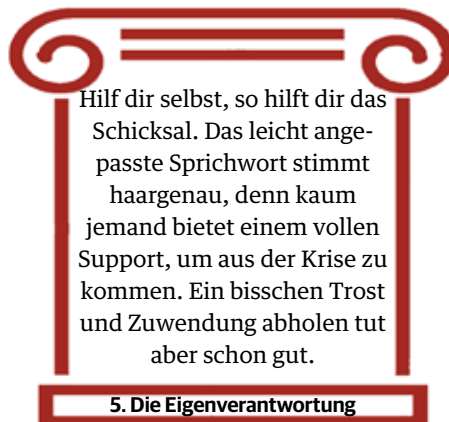 Hilf dir selbst, so hilft dir das
Schicksal. Das leicht ange-
passte Sprichwort stimmt
haargenau, denn kaum
jemand bietet einem vollen
Support, um aus der Krise zu
kommen. Ein bisschen Trost
und Zuwendung abholen tut
aber schon gut.
5. Die Eigenverantwortung